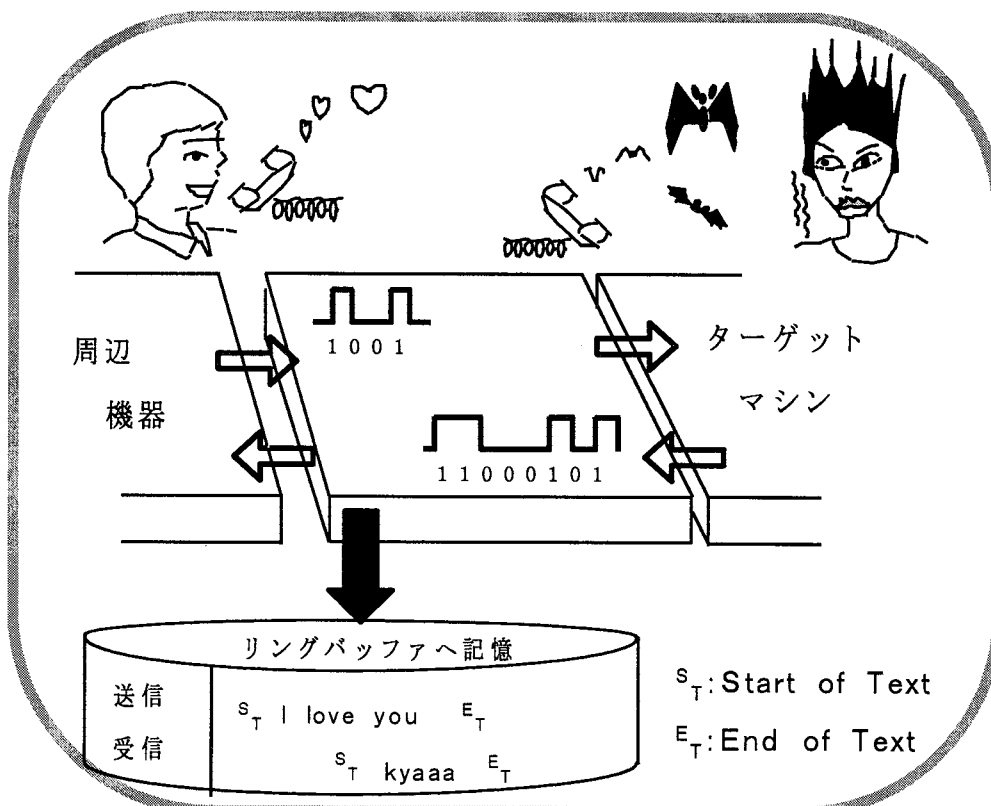 1001
周辺
機器
ターゲット
マシン
11000101
リングバッファへ記憶
送信 ST I love you ET
受信 ST kyaaa ET
ST:Start of Text
ET:End of Text